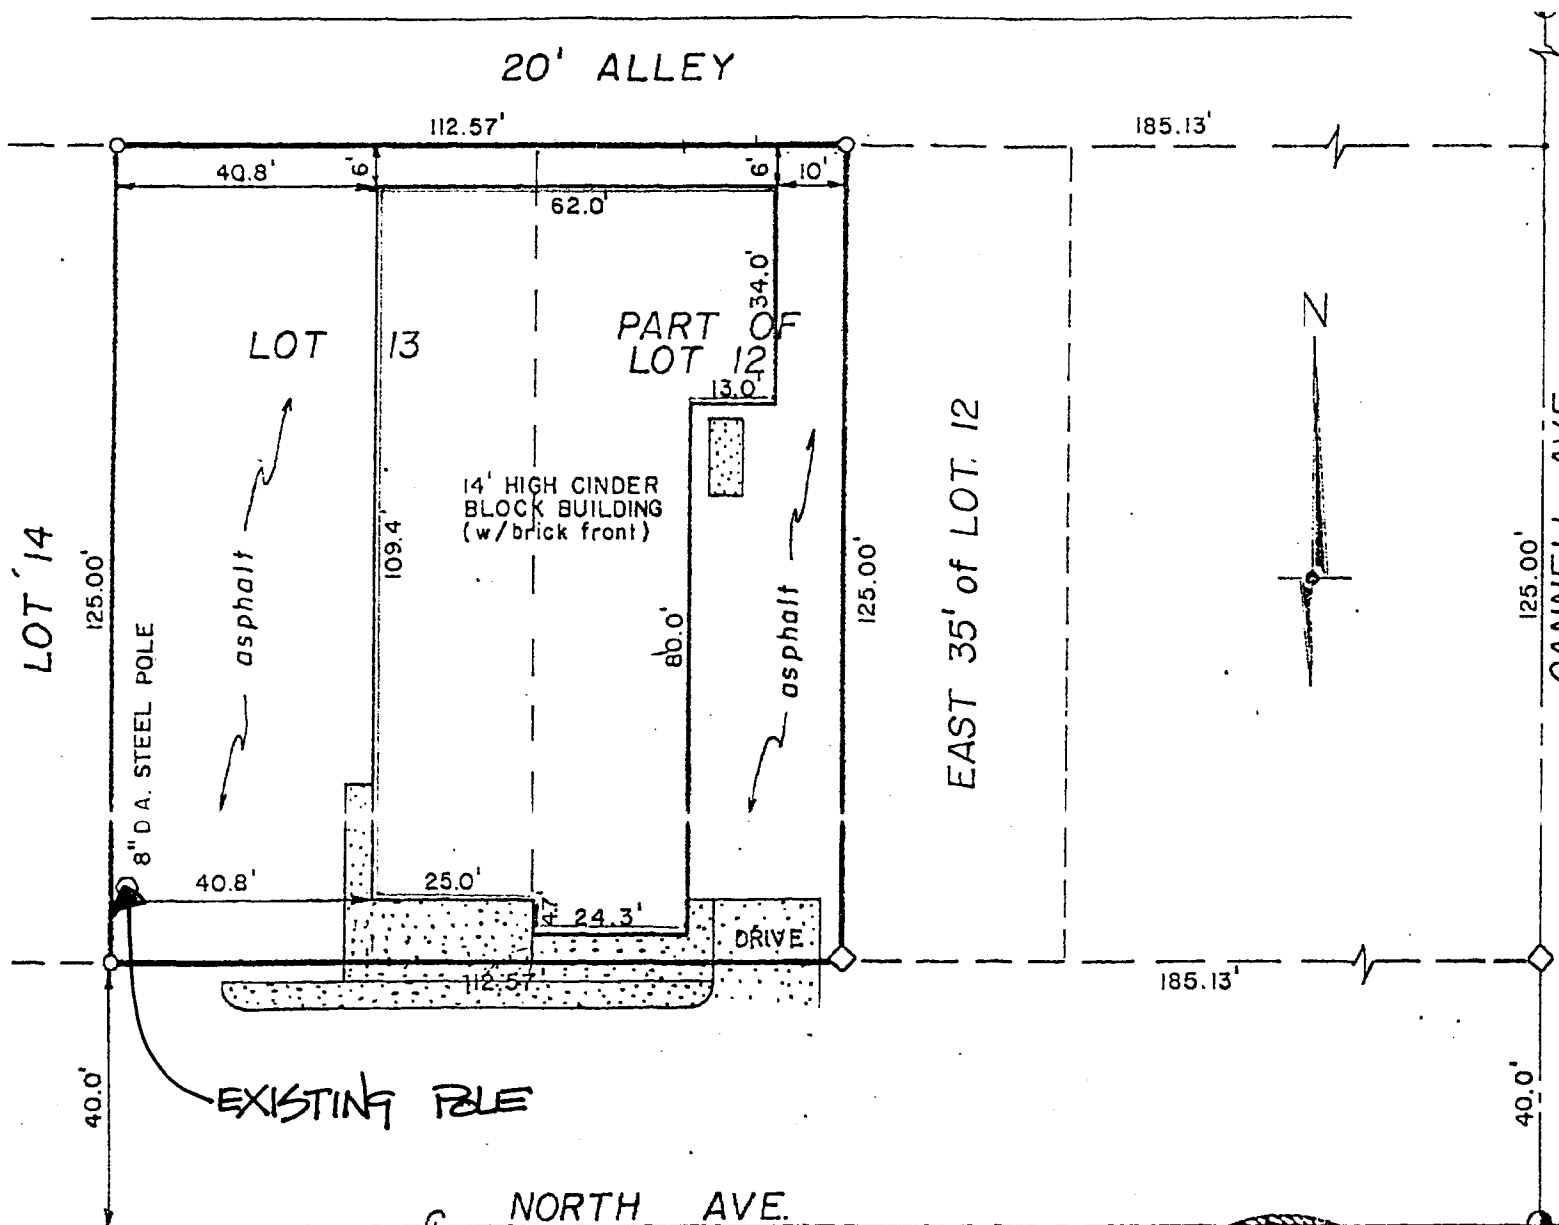 20' ALLEY
112.57'
185.13'
40.8'
6'
6'
10'
62.0'
34.0'
LOT 13
PART OF
LOT 12
13.0'
14' HIGH CINDER
BLOCK BUILDING
(w/brick front)
109.4'
80.0'
asphalt
asphalt
LOT 14
125.00'
125.00'
125.00'
EAST 35' of LOT 12
N
8" DA. STEEL POLE
40.8'
25.0'
4.7'
24.3'
DRIVE
112.57'
185.13'
40.0'
40.0'
EXISTING POLE
NORTH AVE.